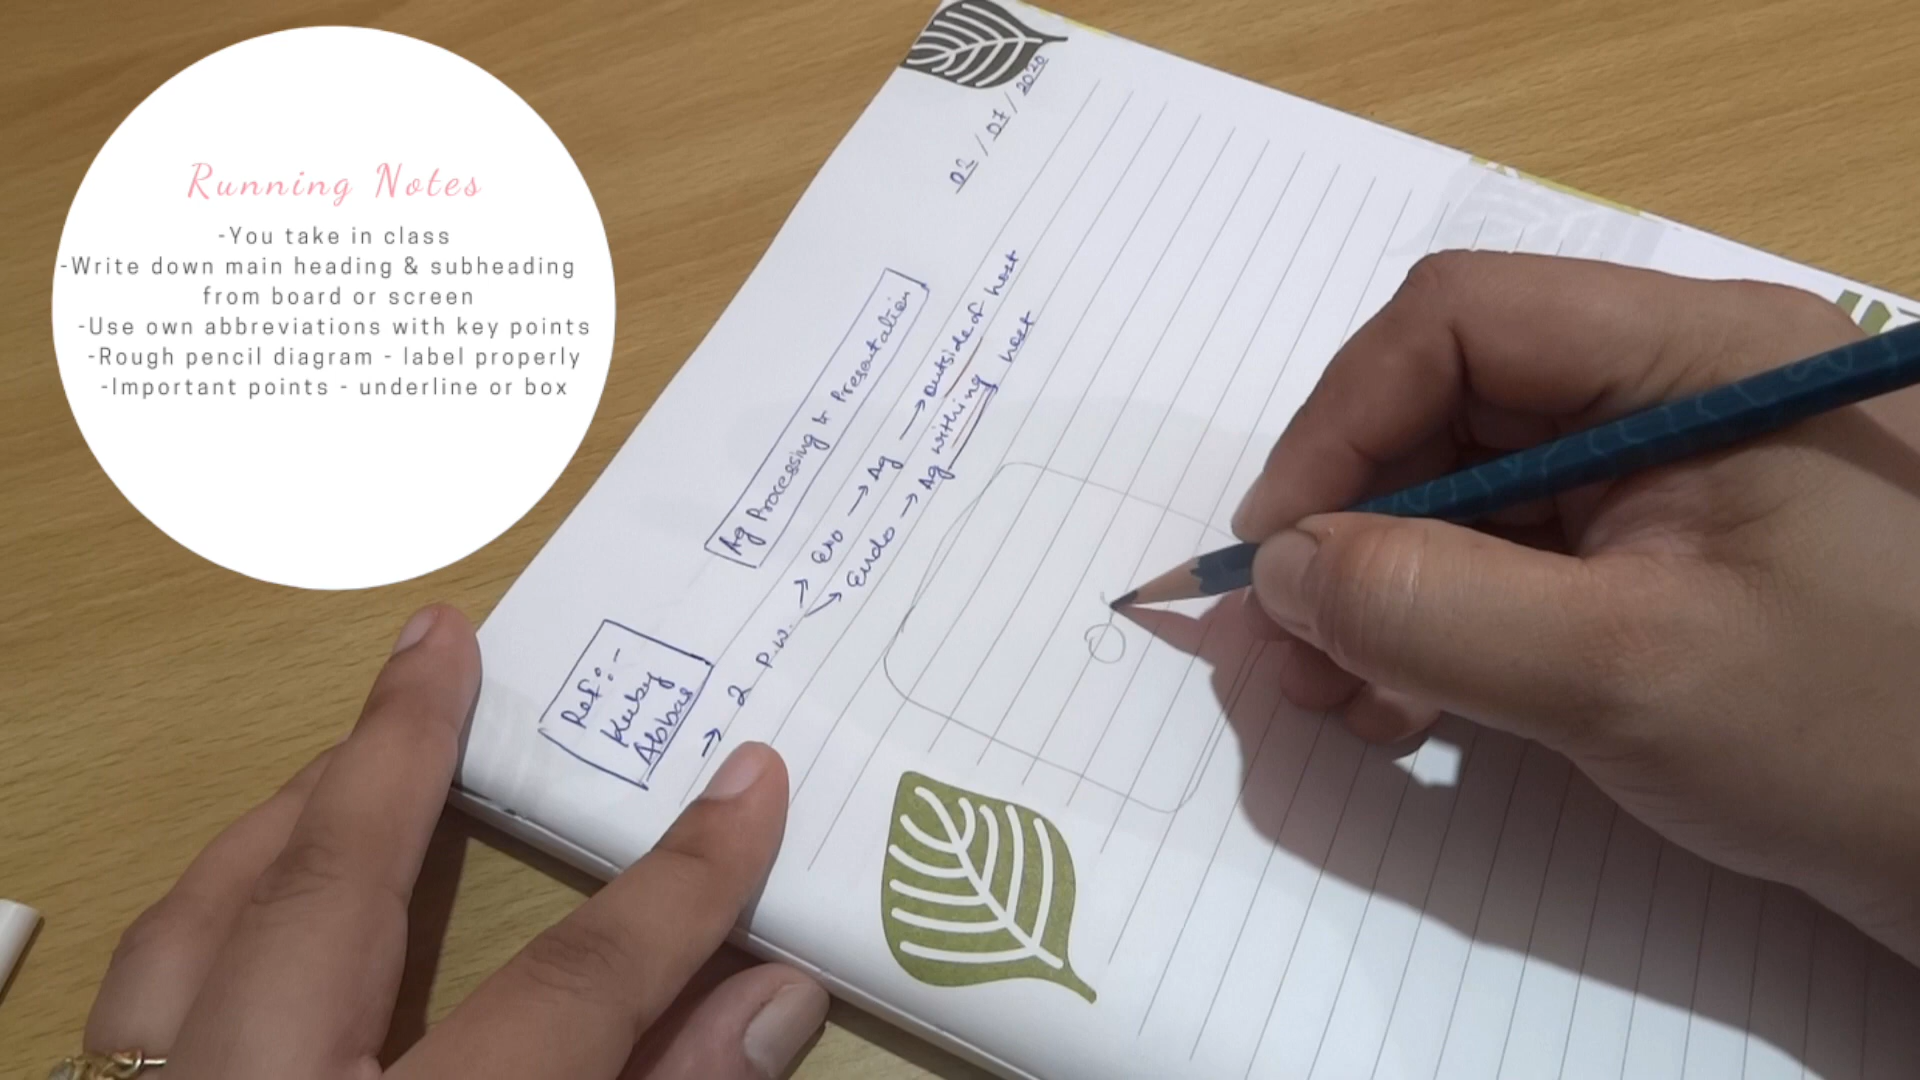 Running Notes
-You take in class
-Write down main heading & subheading
from board or screen
-Use own abbreviations with key points
-Rough pencil diagram - label properly
-Important points - underline or box
02 / 07 / 2020
Ag Processing & Presentation
Ref:-
Kuby
Abbas
→ 2 P.W. → Exo → Ag → outside of host
→ Endo → Ag withing host